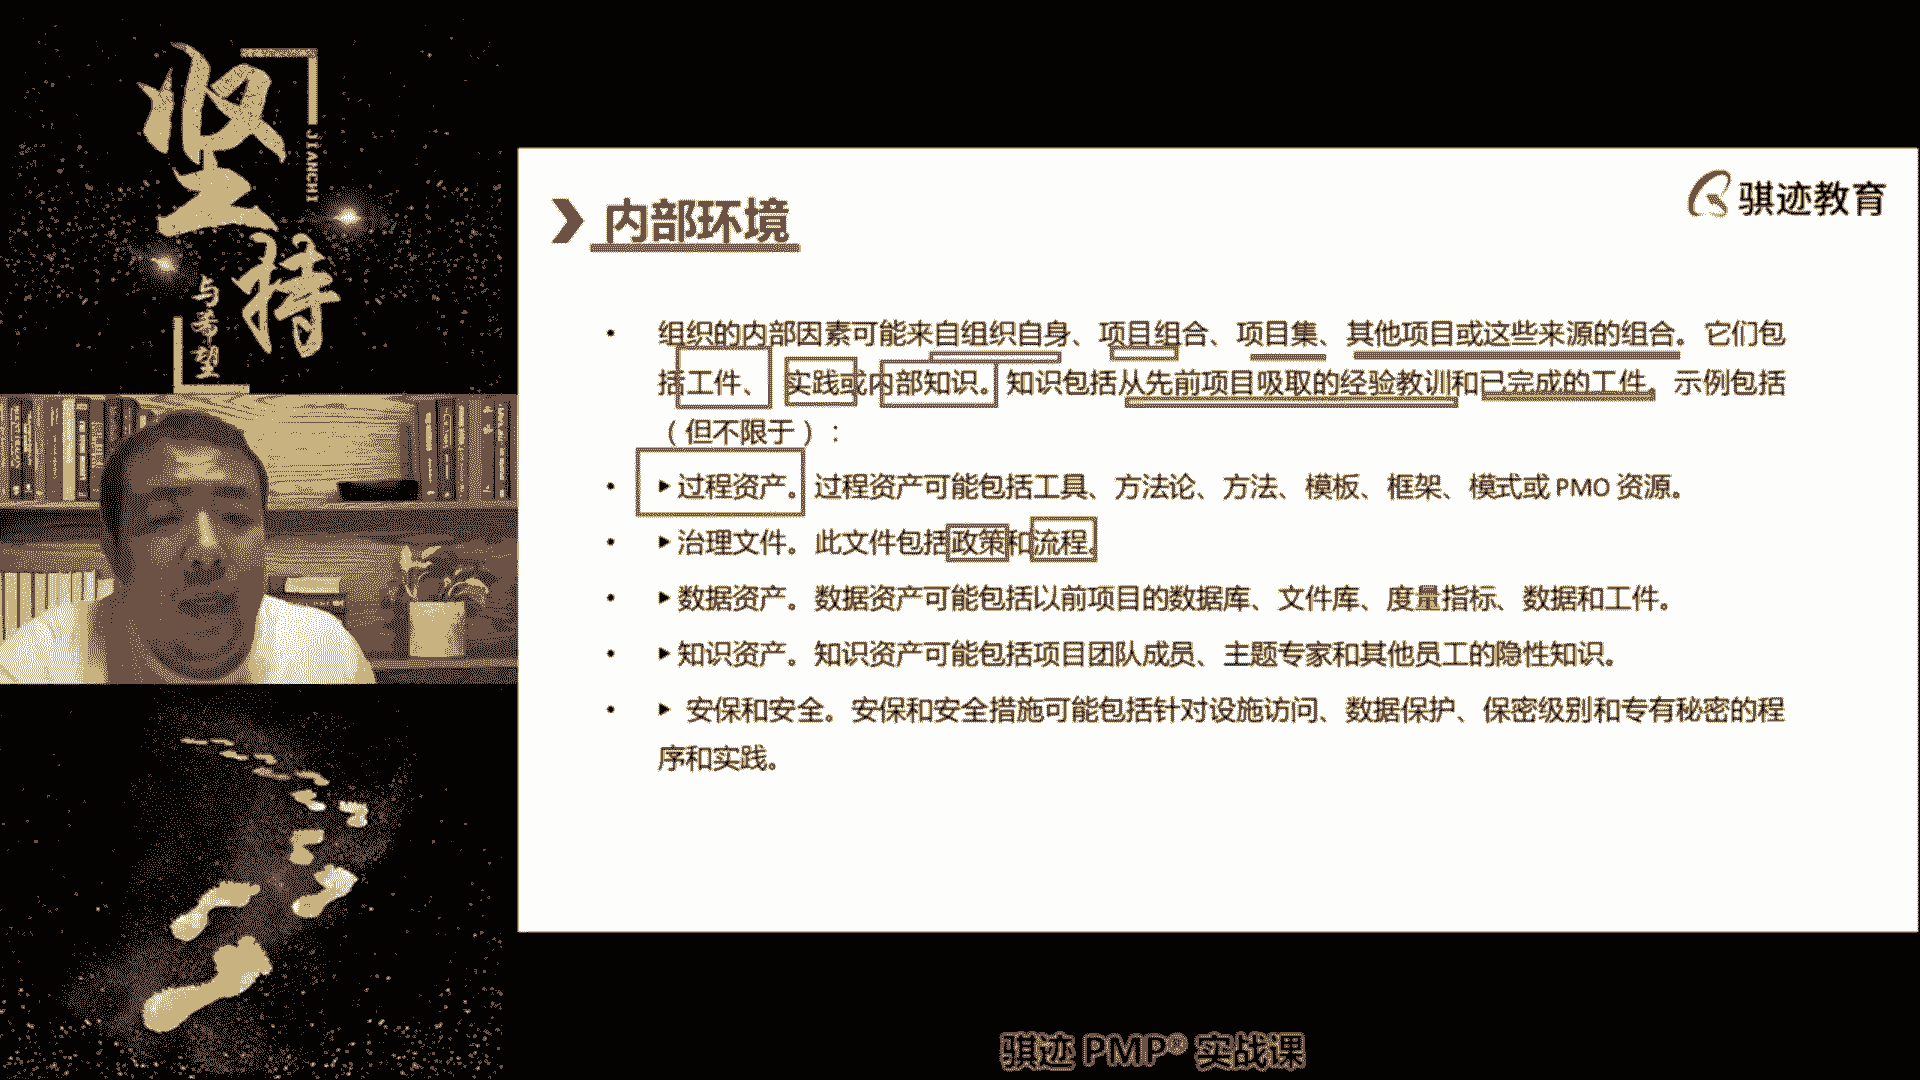 坚持
JIANCHI
与希望
骐迹教育
内部环境
• 组织的内部因素可能来自组织自身、项目组合、项目集、其他项目或这些来源的组合。它们包
括工件、实践或内部知识。知识包括从先前项目吸取的经验教训和已完成的工件。示例包括
（但不限于）：
• ▶过程资产。过程资产可能包括工具、方法论、方法、模板、框架、模式或 PMO 资源。
• ▶治理文件。此文件包括政策和流程。
• ▶数据资产。数据资产可能包括以前项目的数据库、文件库、度量指标、数据和工件。
• ▶知识资产。知识资产可能包括项目团队成员、主题专家和其他员工的隐性知识。
• ▶ 安保和安全。安保和安全措施可能包括针对设施访问、数据保护、保密级别和专有秘密的程
序和实践。
骐迹 PMP® 实战课